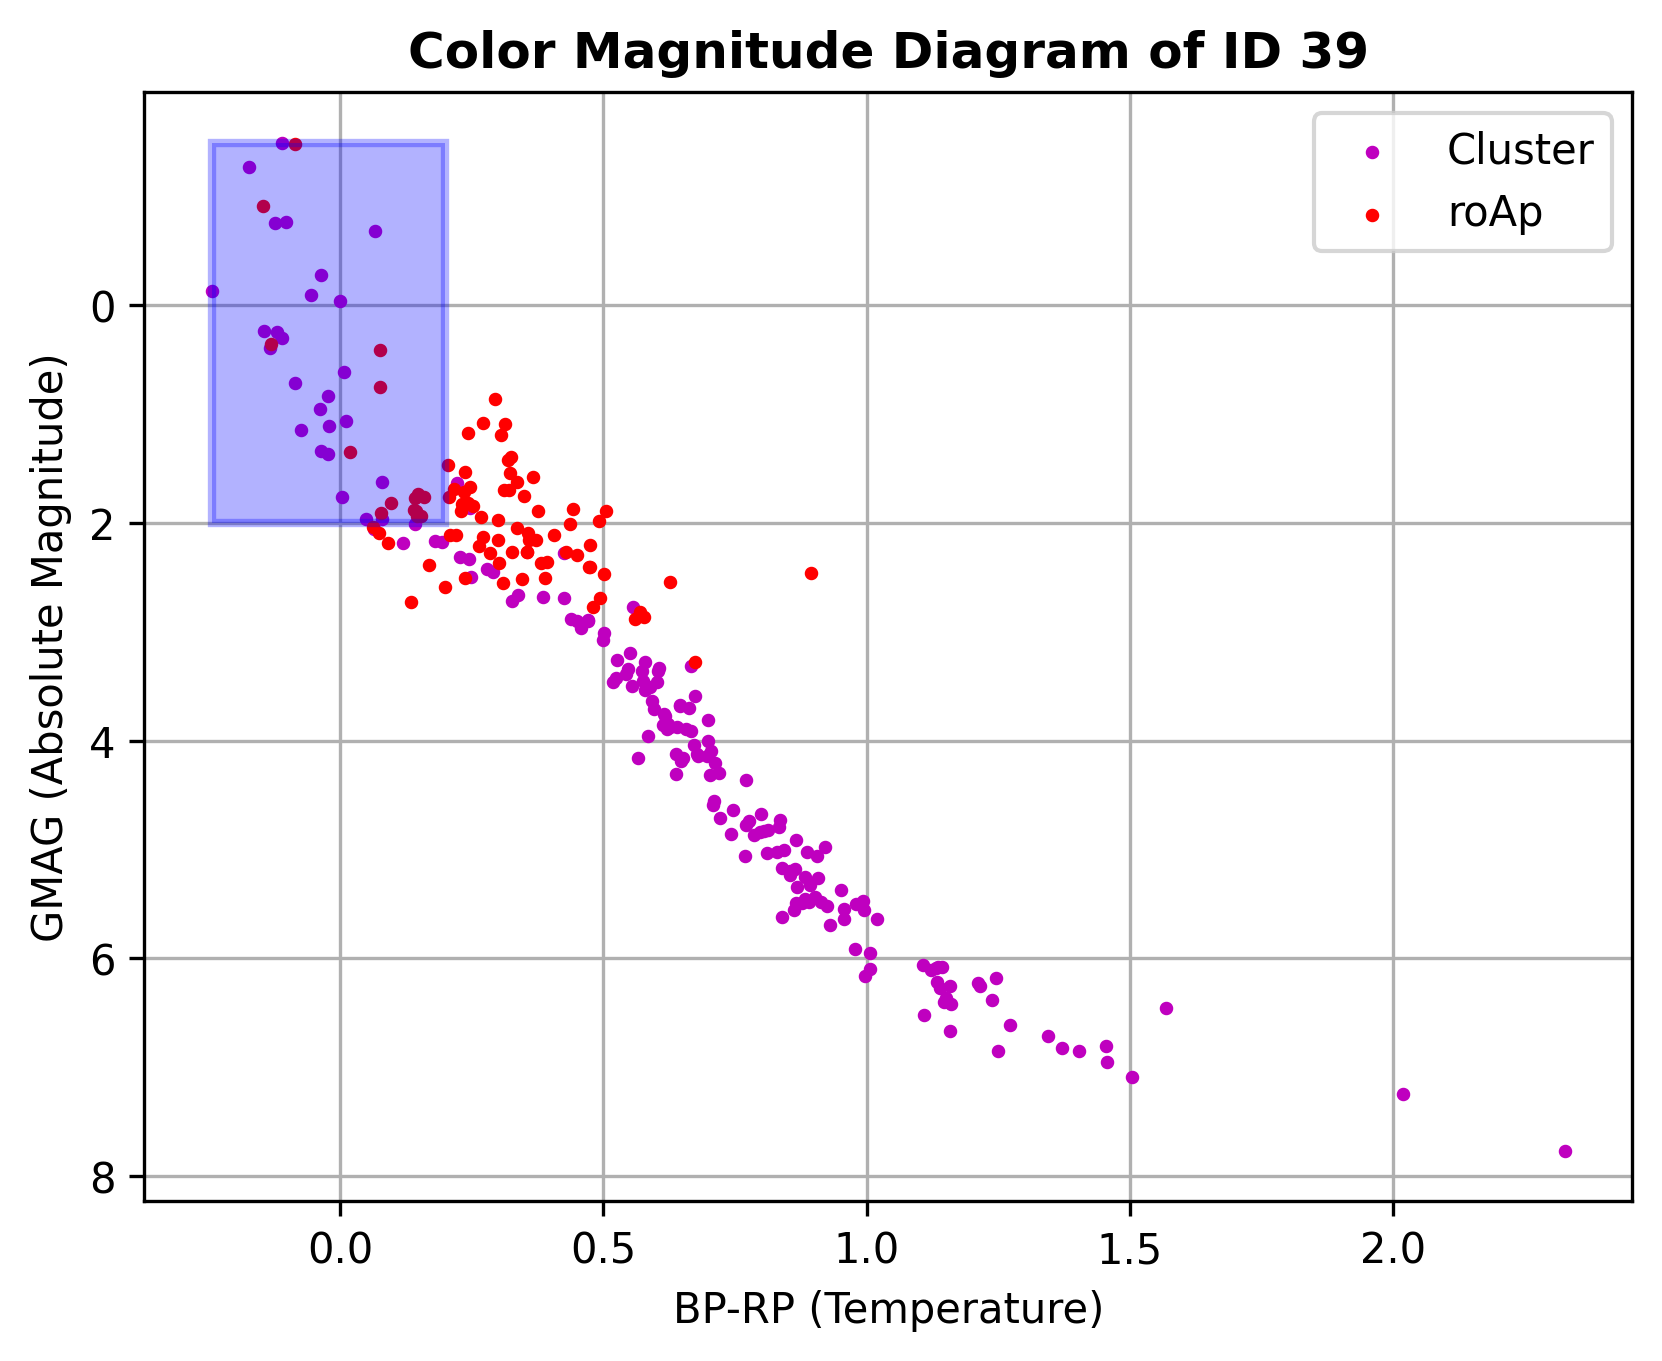 Color Magnitude Diagram of ID 39
Cluster
roAp
GMAG (Absolute Magnitude)
0
2
4
6
8
0.0 0.5 1.0 1.5 2.0
BP-RP (Temperature)